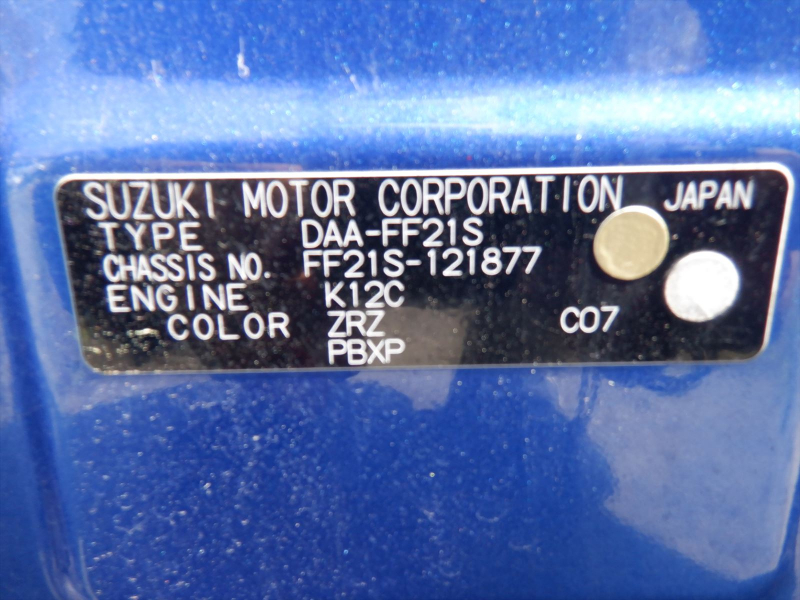 SUZUKI MOTOR CORPORATION JAPAN
TYPE DAA-FF21S
CHASSIS NO. FF21S-121877
ENGINE K12C
COLOR ZRZ C07
PBXP